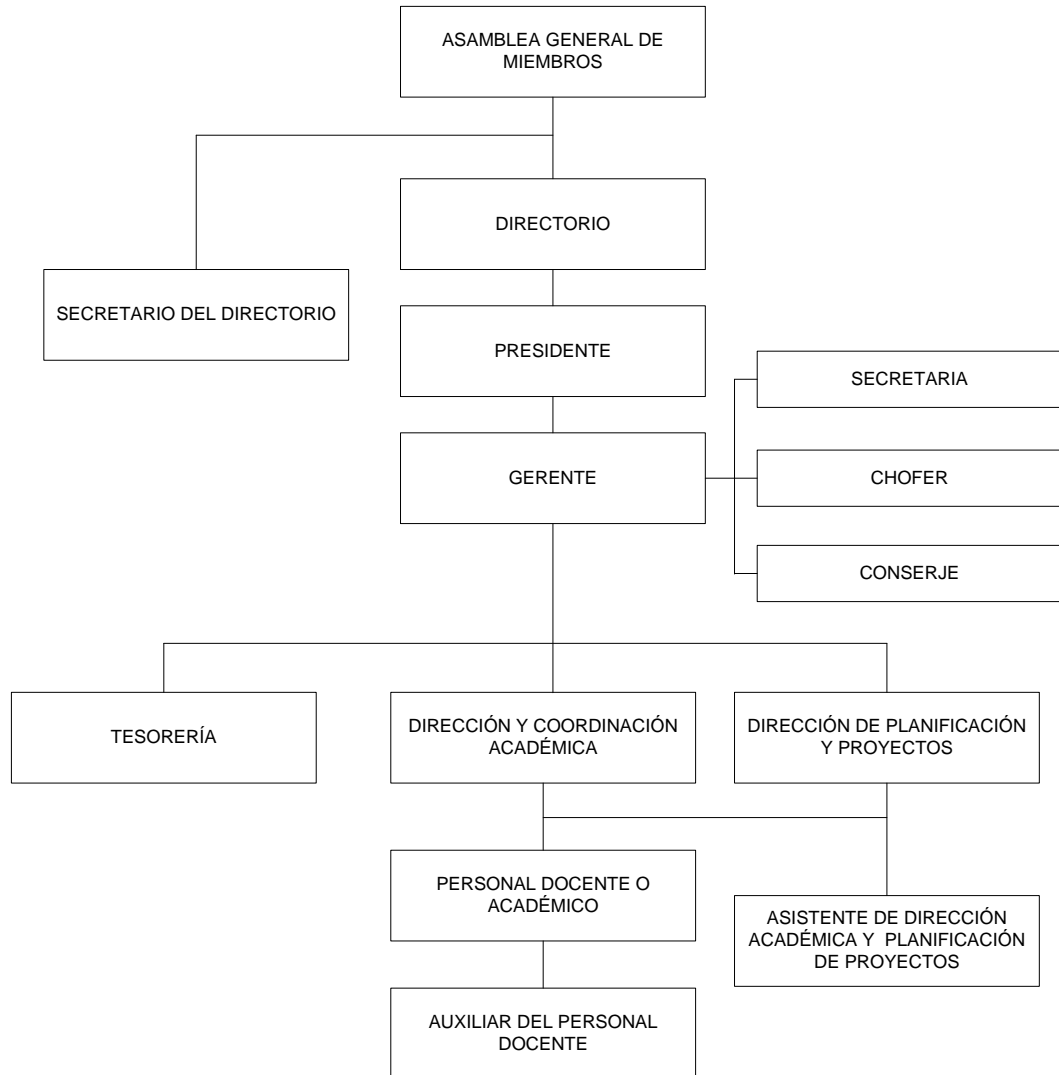 ASAMBLEA GENERAL DE
MIEMBROS
DIRECTORIO
SECRETARIO DEL DIRECTORIO
PRESIDENTE
SECRETARIA
GERENTE
CHOFER
CONSERJE
TESORERÍA
DIRECCIÓN Y COORDINACIÓN
ACADÉMICA
DIRECCIÓN DE PLANIFICACIÓN
Y PROYECTOS
PERSONAL DOCENTE O
ACADÉMICO
ASISTENTE DE DIRECCIÓN
ACADÉMICA Y PLANIFICACIÓN
DE PROYECTOS
AUXILIAR DEL PERSONAL
DOCENTE